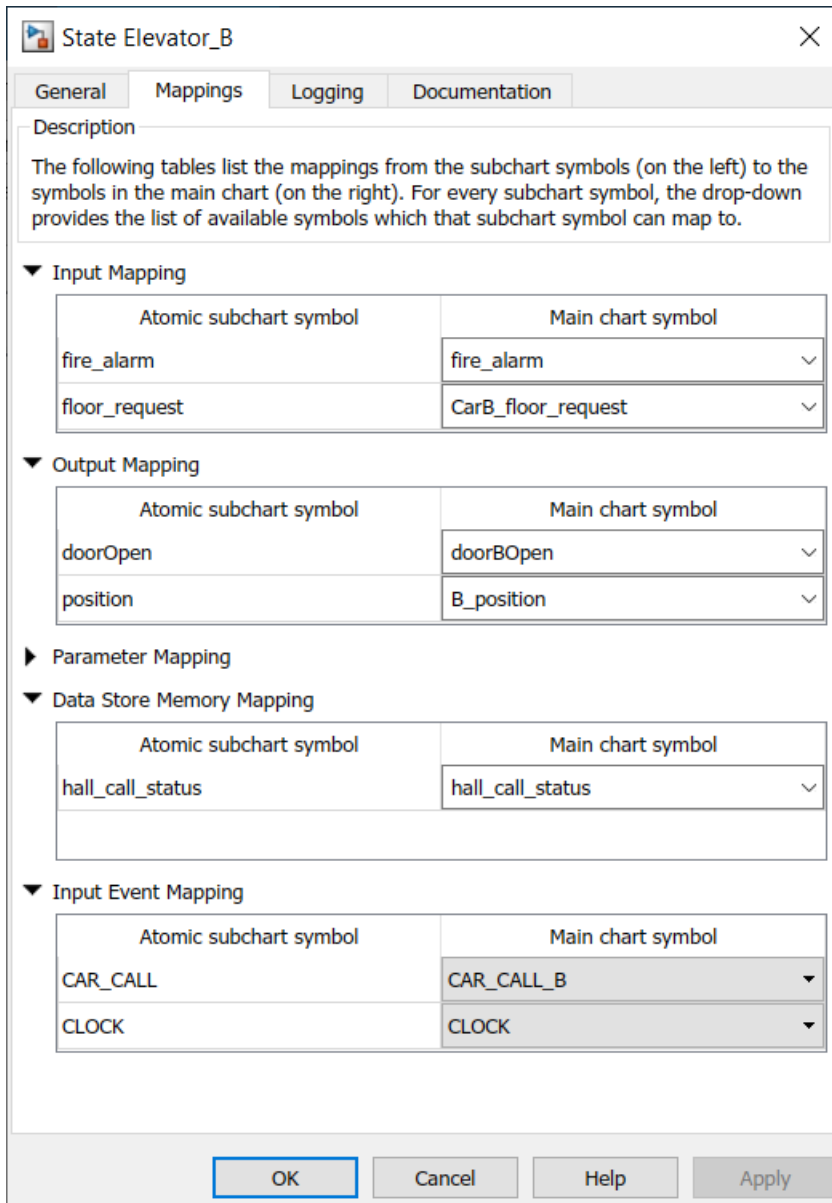 State Elevator_B
General Mappings Logging Documentation
Description
The following tables list the mappings from the subchart symbols (on the left) to the
symbols in the main chart (on the right). For every subchart symbol, the drop-down
provides the list of available symbols which that subchart symbol can map to.
Input Mapping
Atomic subchart symbol Main chart symbol
fire_alarm fire_alarm
floor_request CarB_floor_request
Output Mapping
Atomic subchart symbol Main chart symbol
doorOpen doorBOpen
position B_position
Parameter Mapping
Data Store Memory Mapping
Atomic subchart symbol Main chart symbol
hall_call_status hall_call_status
Input Event Mapping
Atomic subchart symbol Main chart symbol
CAR_CALL CAR_CALL_B
CLOCK CLOCK
OK Cancel Help Apply